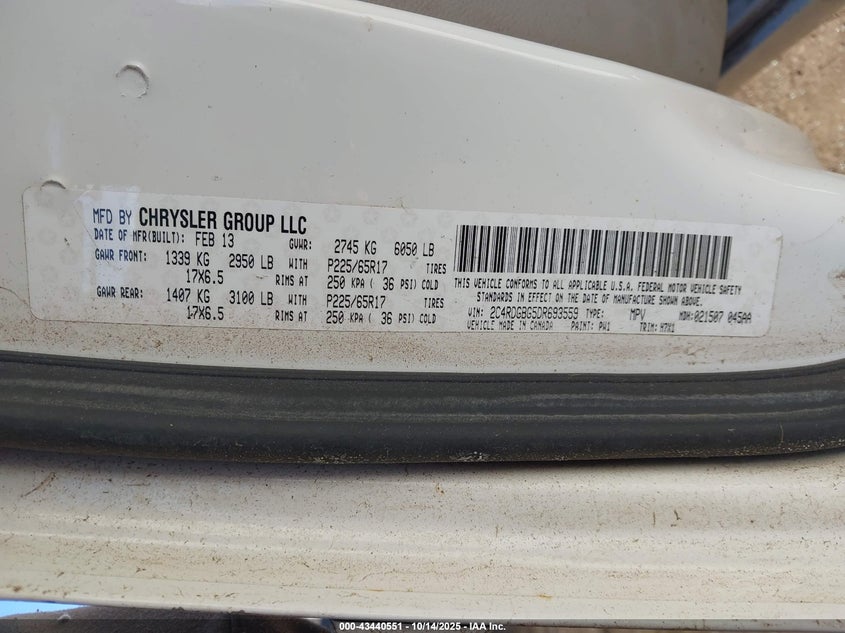 MFD BY CHRYSLER GROUP LLC
DATE OF MFR(BUILT): FEB 13 GVWR: 2745 KG 6050 LB
GAWR FRONT: 1339 KG 2950 LB WITH P225/65R17 TIRES
17X6.5 RIMS AT 250 KPA ( 36 PSI) COLD
GAWR REAR: 1407 KG 3100 LB WITH P225/65R17 TIRES
17X6.5 RIMS AT 250 KPA ( 36 PSI) COLD
THIS VEHICLE CONFORMS TO ALL APPLICABLE U.S.A. FEDERAL MOTOR VEHICLE SAFETY
STANDARDS IN EFFECT ON THE DATE OF MANUFACTURE SHOWN ABOVE.
VIN: 2C4RDGBG5DR693559 TYPE: MPV MDH: 021507 045AA
VEHICLE MADE IN CANADA PAINT: PW1 TRIM: H7X1
000-43440551 | 10/14/2025 - IAA Inc.